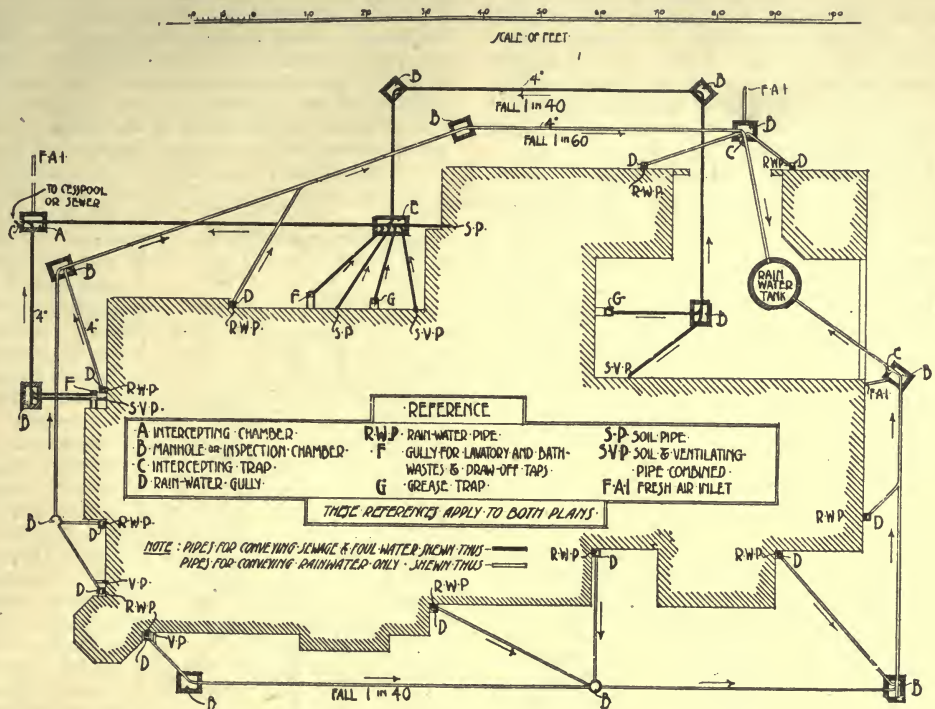 10 5 0 10 20 30 40 50 60 70 80 90 100
SCALE · OF · FEET
B
4"
FALL 1 IN 40
B
F·A·I
B
4"
FALL 1 IN 60
B
C
D
R·W·P·
R·W·P·
D
F·A·I
TO CESSPOOL
OR SEWER
C
A
E
S·P·
B
RAIN
WATER
TANK
F
G
D
R·W·P·
S·P
S·V·P
G
B
4"
4"
S·V·P
C
B
F·A·I
D
F
R·W·P·
S·V·P·
B
·REFERENCE
A INTERCEPTING · CHAMBER ·
B · MANHOLE OR INSPECTION CHAMBER ·
C · INTERCEPTING TRAP
D · RAIN-WATER GULLY
R·W·P · RAIN-WATER PIPE ·
F GULLY FOR LAVATORY AND BATH-
WASTES & DRAW-OFF TAPS
G GREASE TRAP
S·P· SOIL PIPE ·
S·V·P SOIL & VENTILATING-
PIPE COMBINED ·
F·A·I FRESH AIR INLET
THESE REFERENCES APPLY TO BOTH PLANS ·
NOTE : PIPES FOR CONVEYING SEWAGE & FOUL WATER SHEWN THUS
PIPES FOR CONVEYING RAINWATER ONLY · SHEWN THUS
B
R·W·P·
D
R·W·P
D
R·W·P
D
R·W·P
D
V·P·
D
R·W·P
R·W·P
D
V·P
D
B
FALL 1 IN 40
B
B